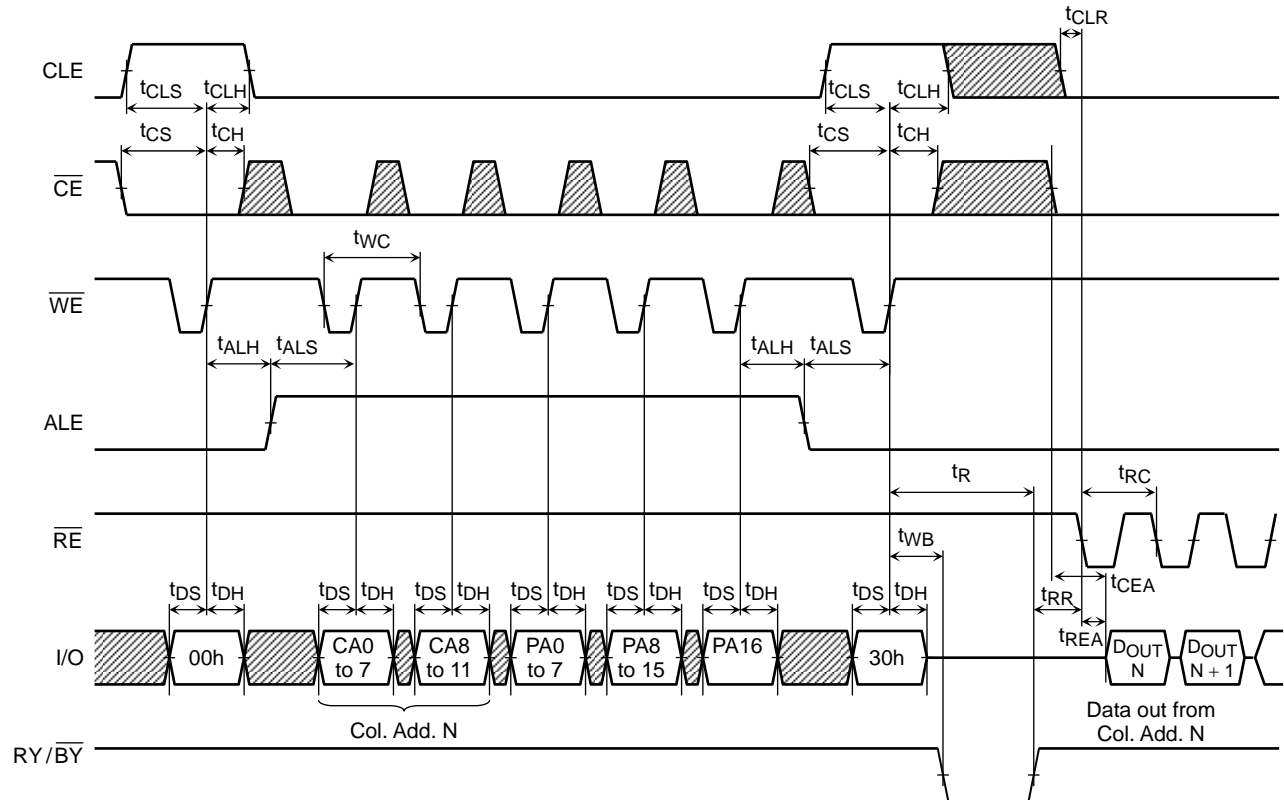 tCLR
CLE
tCLS tCLH tCLS tCLH
tCS tCH tCS tCH
CE
tWC
WE
tALH tALS tALH tALS
ALE
tR tRC
RE
tWB
tCEA
tDS tDH tDS tDH tDS tDH tDS tDH tDS tDH tDS tDH tDS tDH tRR
tREA
I/O 00h CA0 to 7 CA8 to 11 PA0 to 7 PA8 to 15 PA16 30h DOUT N DOUT N + 1
Col. Add. N
Data out from
Col. Add. N
RY/BY